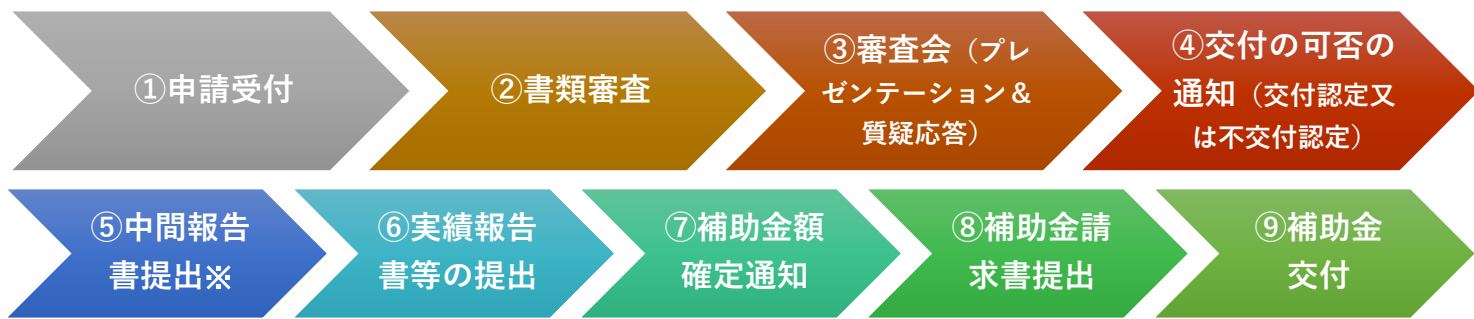 ①申請受付
②書類審査
③審査会（プレ
ゼンテーション＆
質疑応答）
④交付の可否の
通知（交付認定又
は不交付認定）
⑤中間報告
書提出※
⑥実績報告
書等の提出
⑦補助金額
確定通知
⑧補助金請
求書提出
⑨補助金
交付